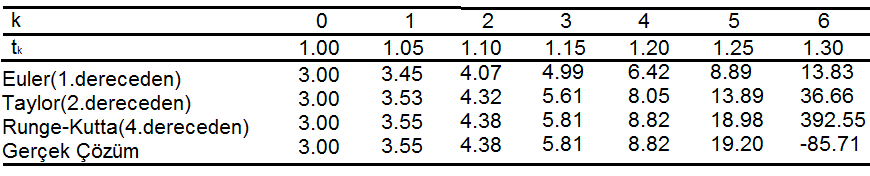 k 0 1 2 3 4 5 6
tk 1.00 1.05 1.10 1.15 1.20 1.25 1.30
Euler(1.dereceden) 3.00 3.45 4.07 4.99 6.42 8.89 13.83
Taylor(2.dereceden) 3.00 3.53 4.32 5.61 8.05 13.89 36.66
Runge-Kutta(4.dereceden) 3.00 3.55 4.38 5.81 8.82 18.98 392.55
Gerçek Çözüm 3.00 3.55 4.38 5.81 8.82 19.20 -85.71